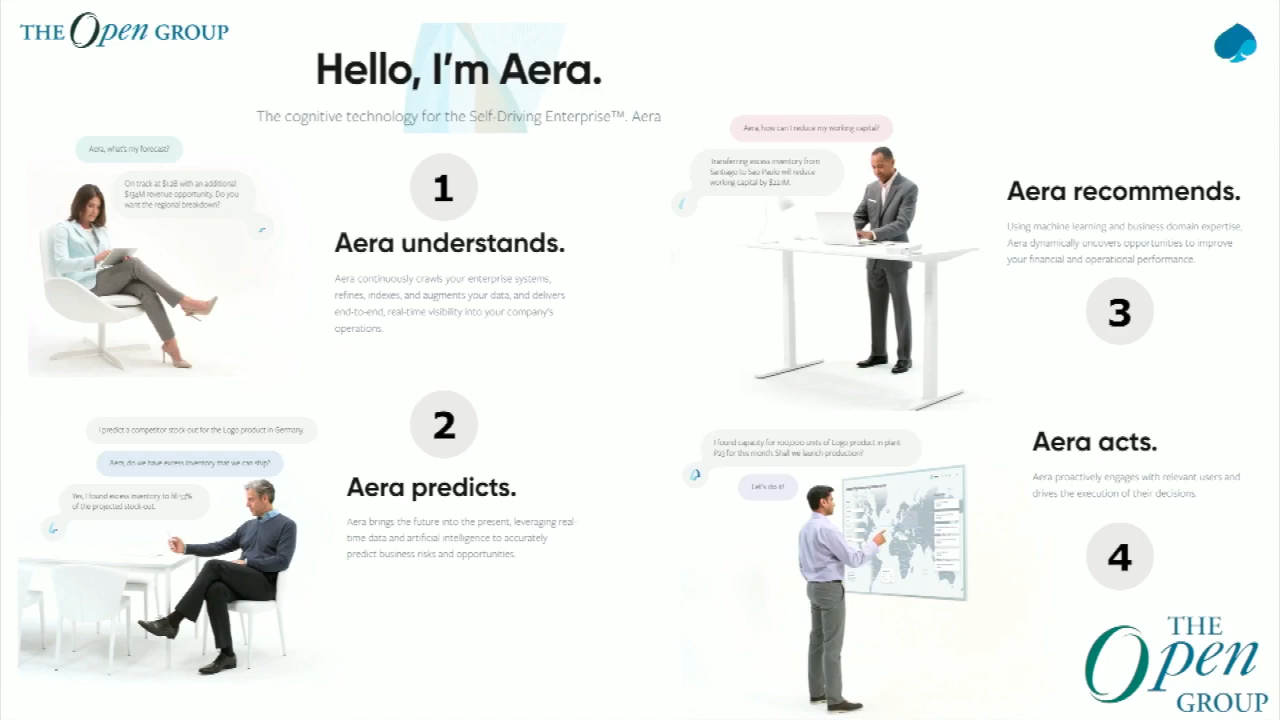 THE Open GROUP
Hello, I'm Aera.
The cognitive technology for the Self-Driving Enterprise™. Aera
Aera, what's my forecast?
On track at $1.2B with an additional
$134M revenue opportunity. Do you
want the regional breakdown?
1
Aera understands.
Aera continuously crawls your enterprise systems,
refines, indexes, and augments your data, and delivers
end-to-end, real-time visibility into your company's
operations.
I predict a competitor stock-out for the Logo product in Germany.
Aera, do we have excess inventory that we can ship?
Yes, I found excess inventory to fill 53%
of the projected stock-out.
2
Aera predicts.
Aera brings the future into the present, leveraging real-
time data and artificial intelligence to accurately
predict business risks and opportunities.
Aera, how can I reduce my working capital?
Transferring excess inventory from
Santiago to Sao Paulo will reduce
working capital by
Aera recommends.
Using machine learning and business domain expertise,
Aera dynamically uncovers opportunities to improve
your financial and operational performance.
3
I found capacity for 100,000 units of Logo product in plant
P23 for this month. Shall we launch production?
Let's do it!
Aera acts.
Aera proactively engages with relevant users and
drives the execution of their decisions.
4
THE
Open
GROUP